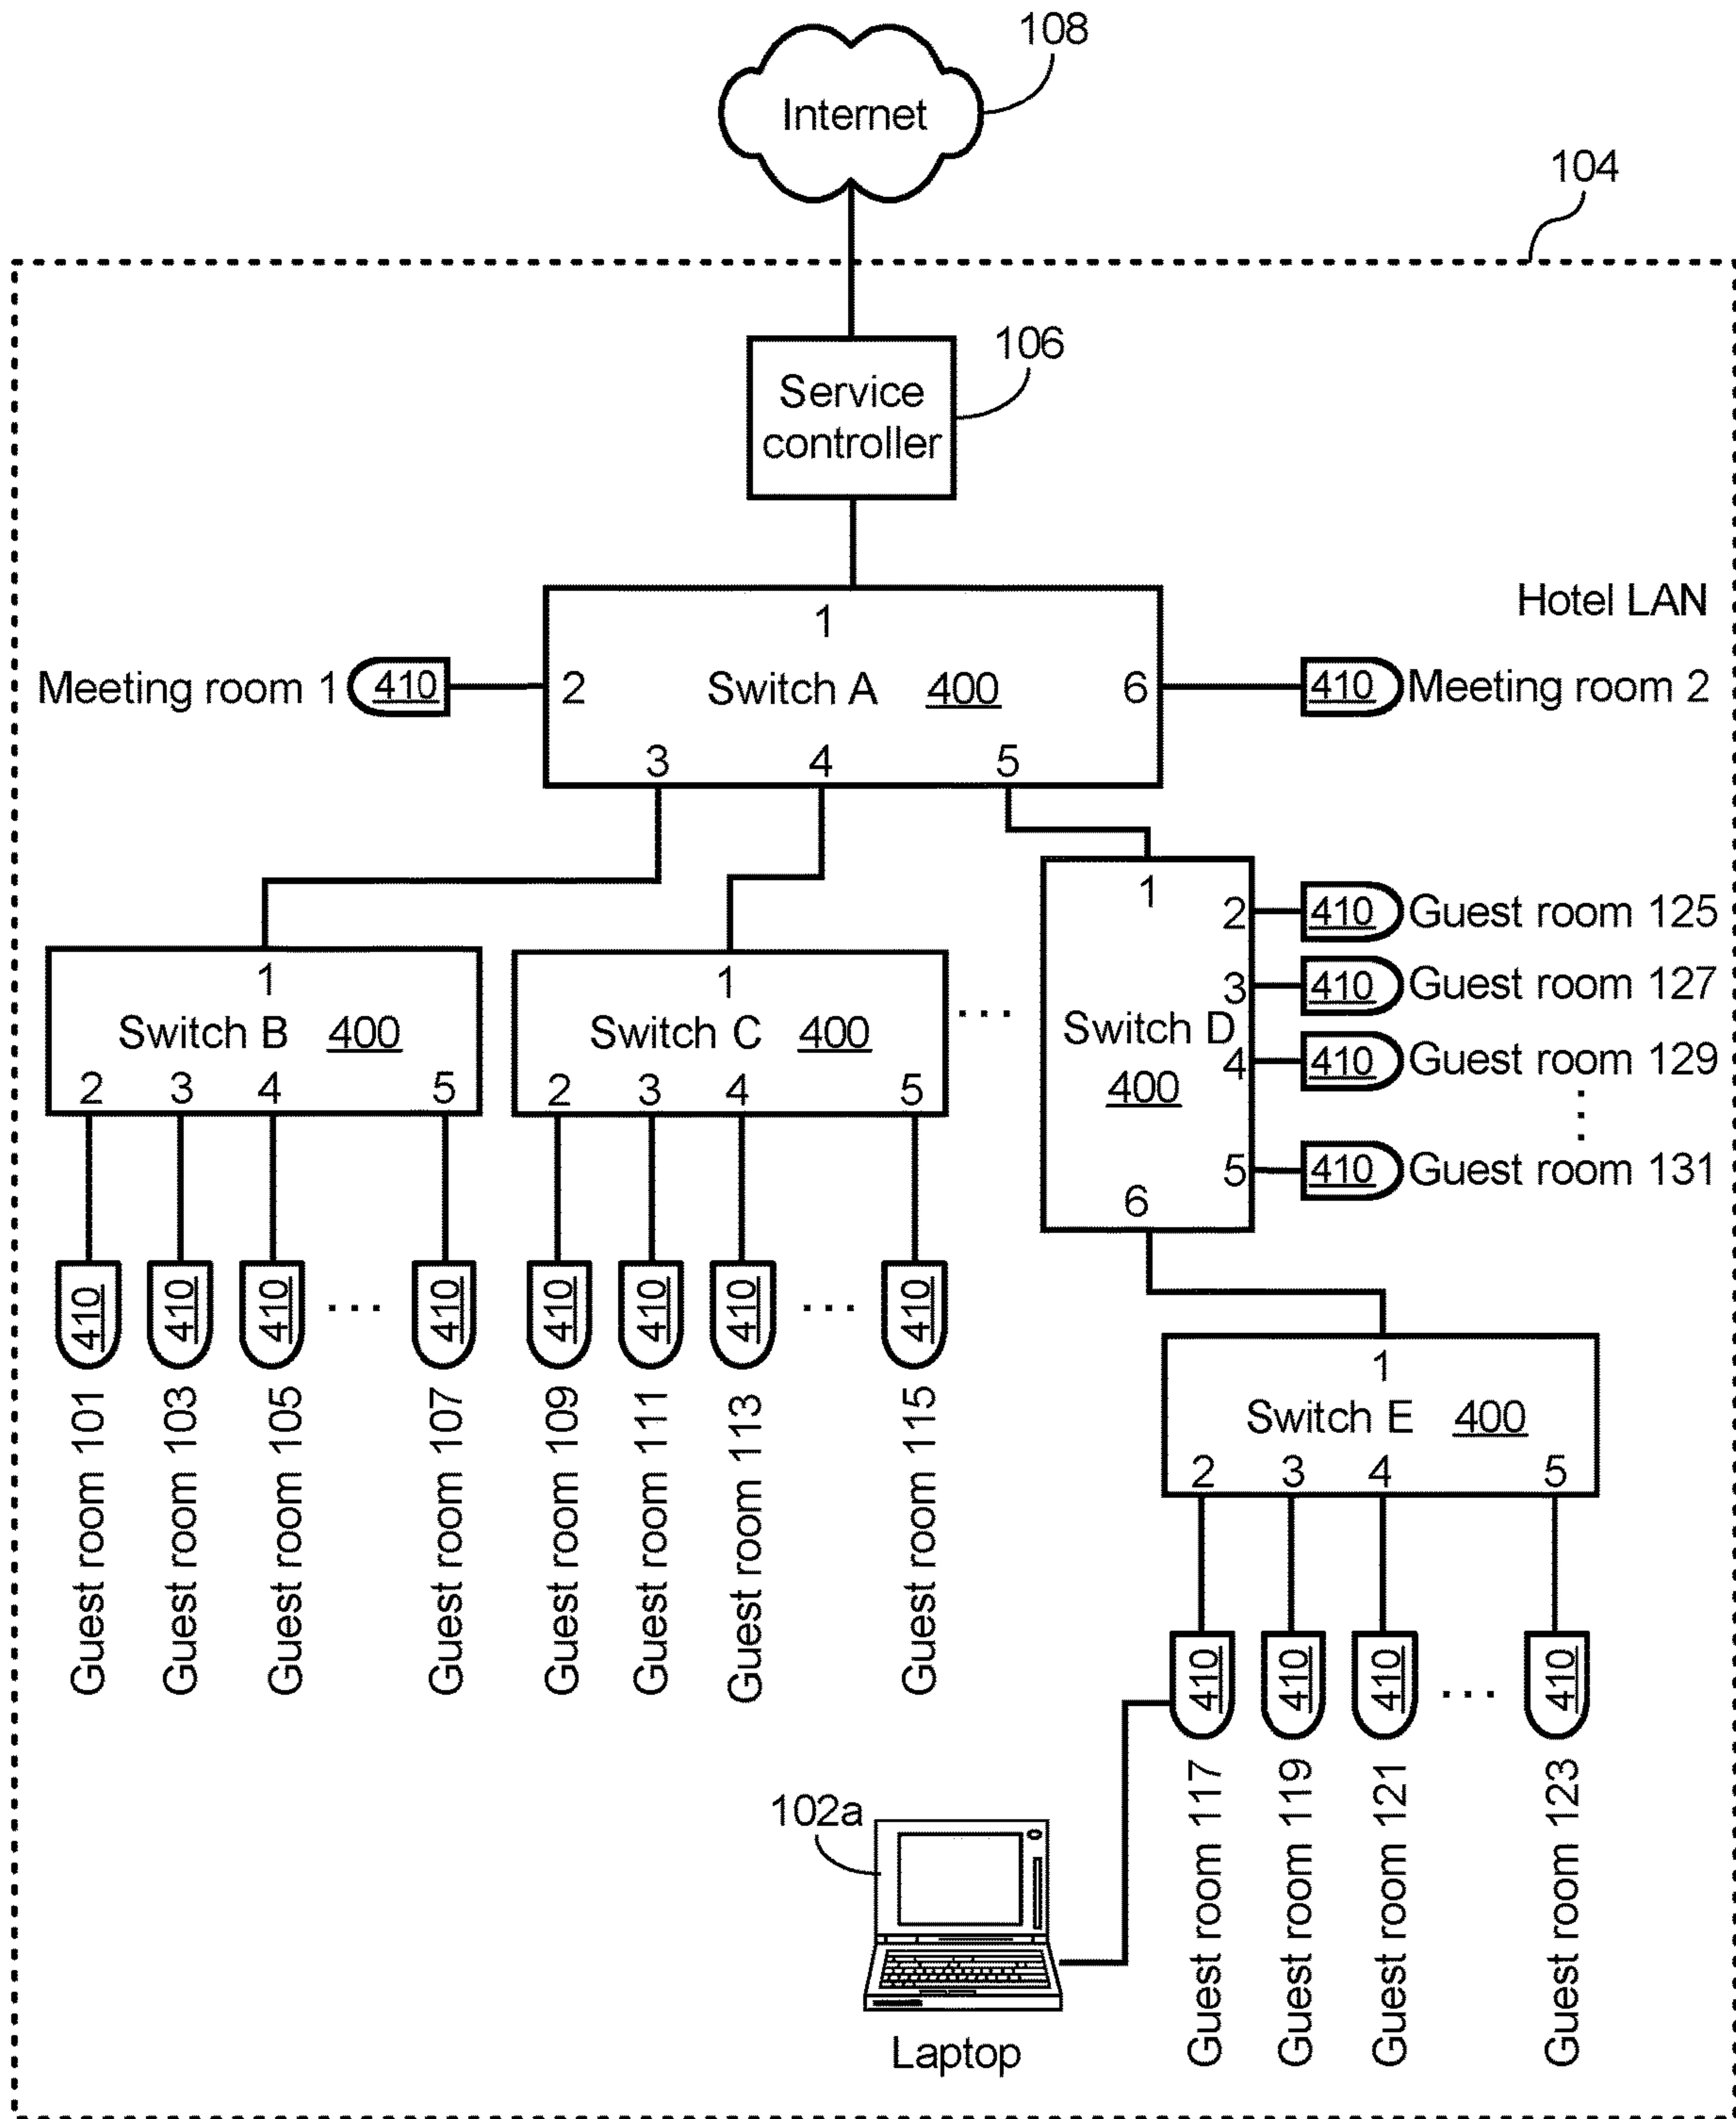 108
Internet
104
106
Service
controller
Hotel LAN
1
Meeting room 1 410 2 Switch A 400 6 410 Meeting room 2
3 4 5
1
2 410 Guest room 125
3 410 Guest room 127
Switch D
4 410 Guest room 129
400
...
5 410 Guest room 131
6
1
Switch B 400
2 3 4 5
1
Switch C 400
2 3 4 5
...
410 410 410 ... 410
410 410 410 ... 410
Guest room 101
Guest room 103
Guest room 105
Guest room 107
Guest room 109
Guest room 111
Guest room 113
Guest room 115
1
Switch E 400
2 3 4 5
410 410 410 ... 410
Guest room 117
Guest room 119
Guest room 121
Guest room 123
102a
Laptop